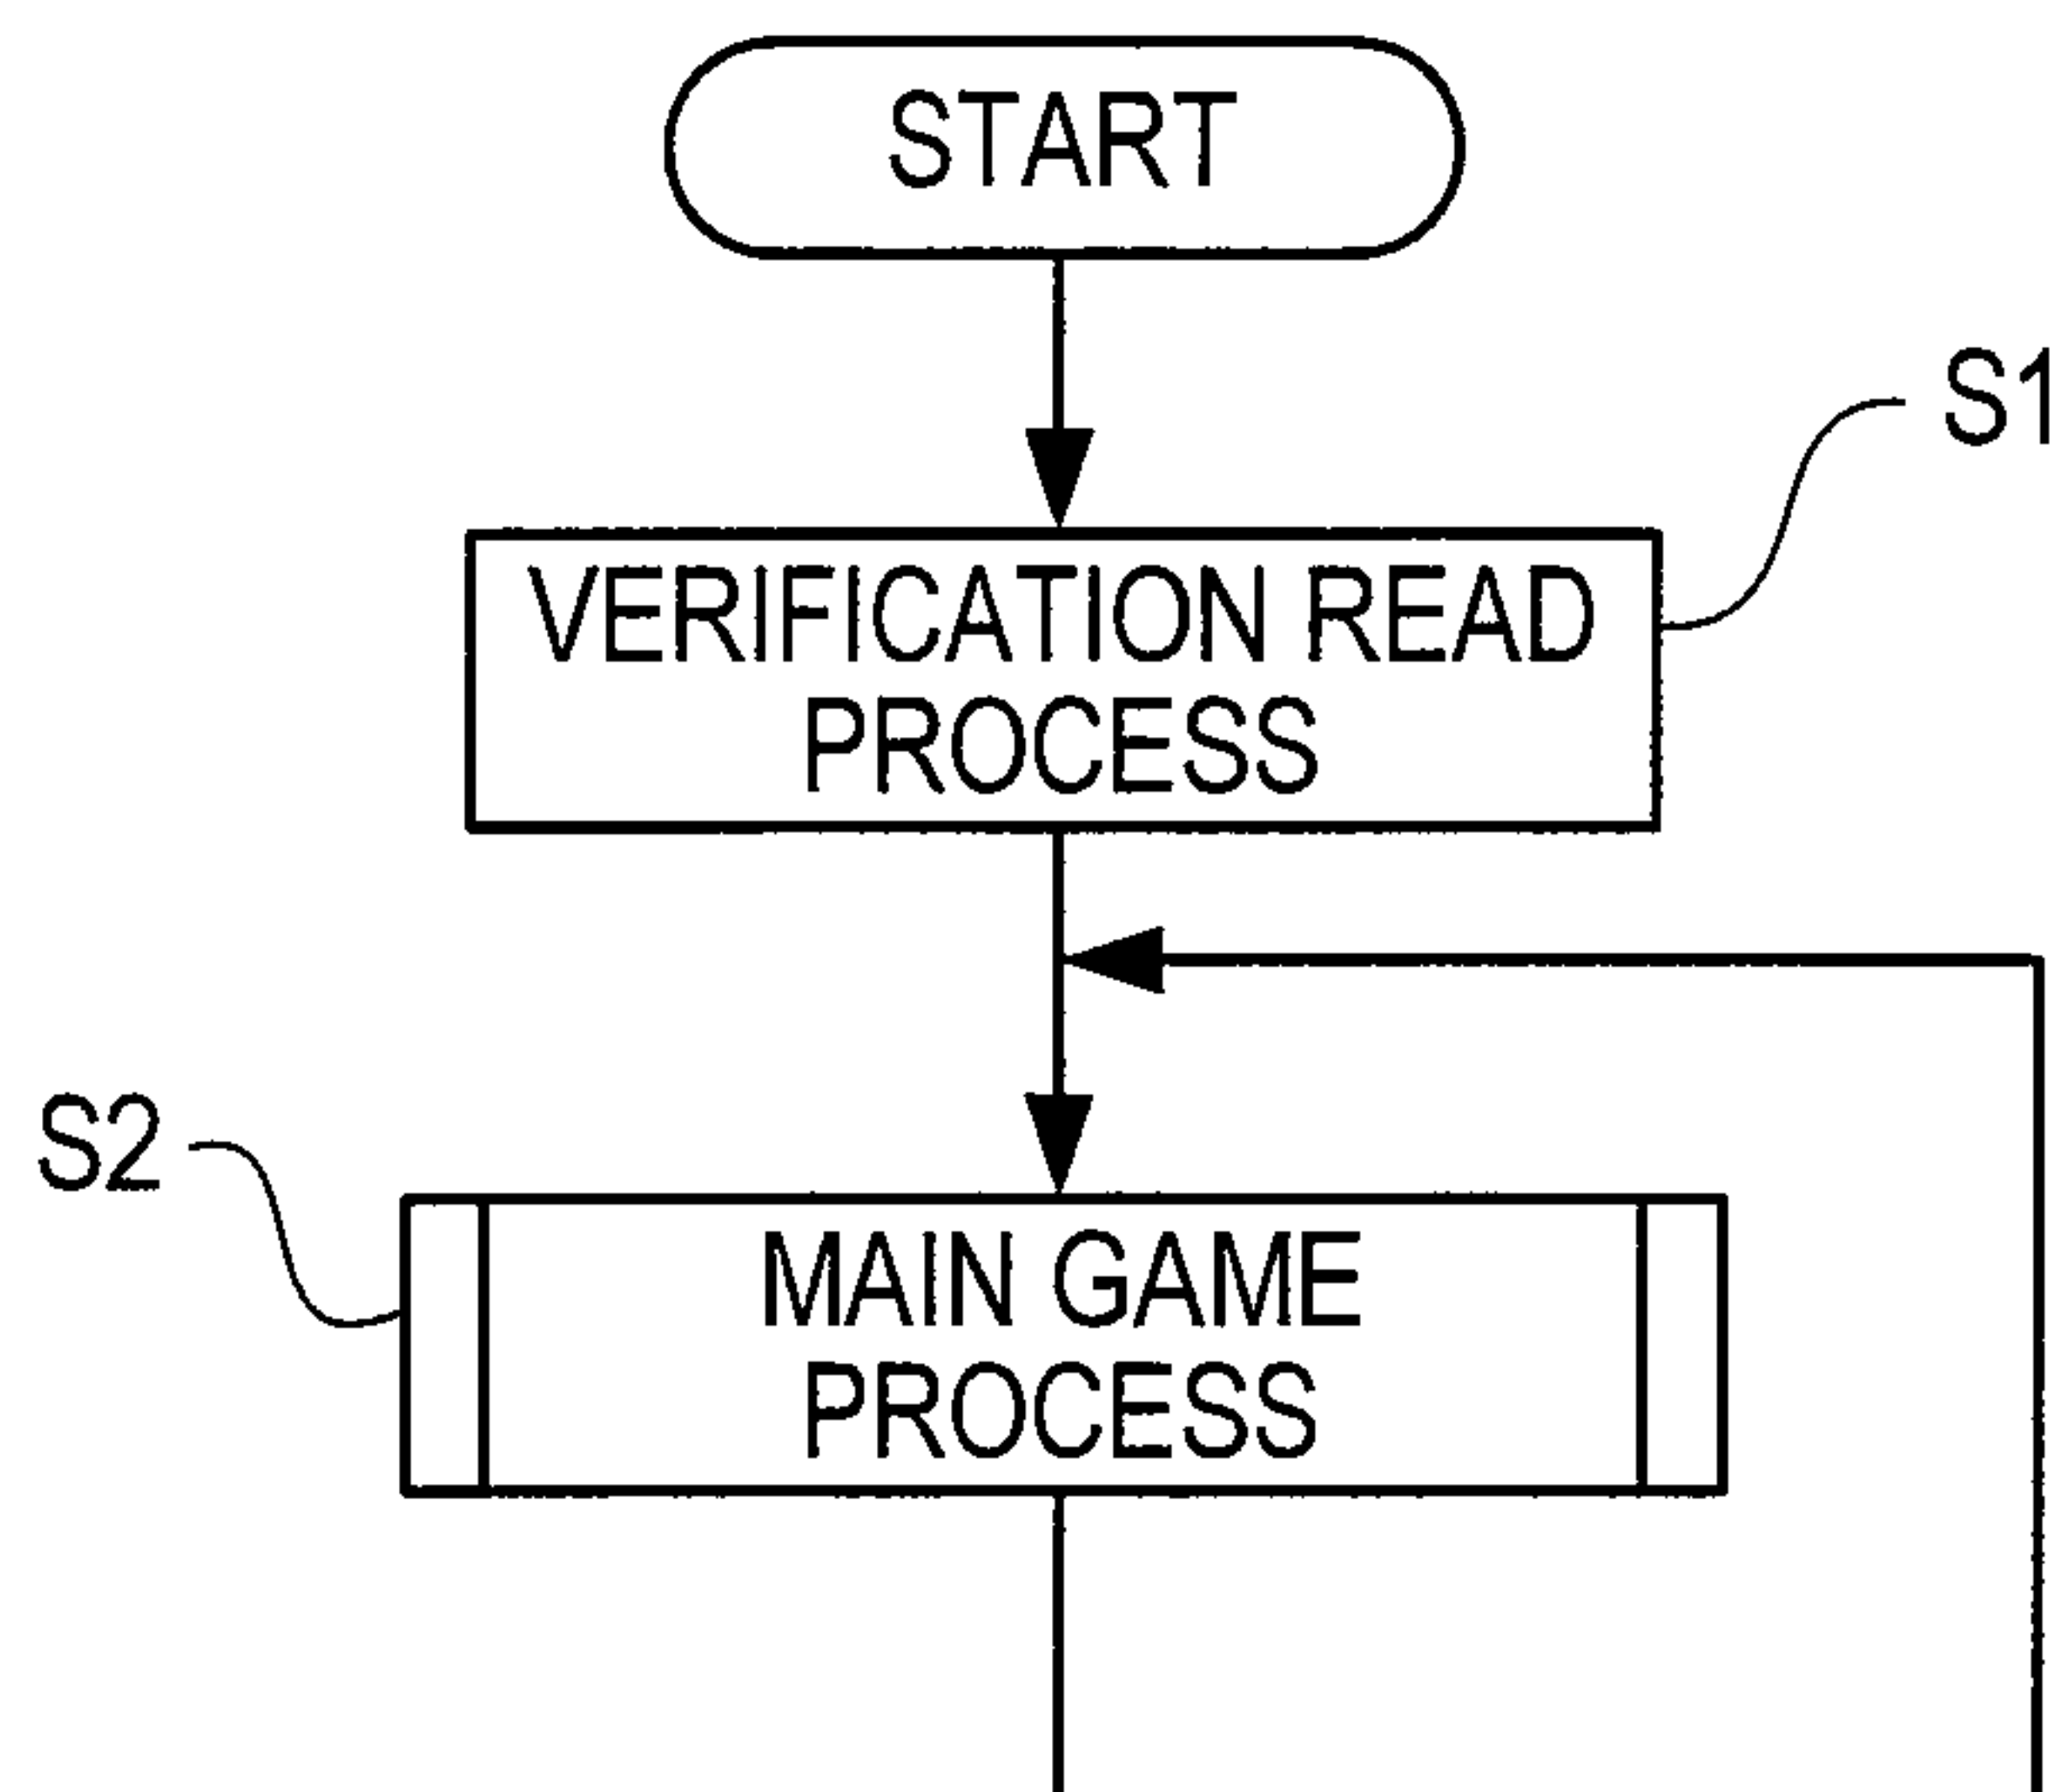 START
S1
VERIFICATION READ
PROCESS
S2
MAIN GAME
PROCESS